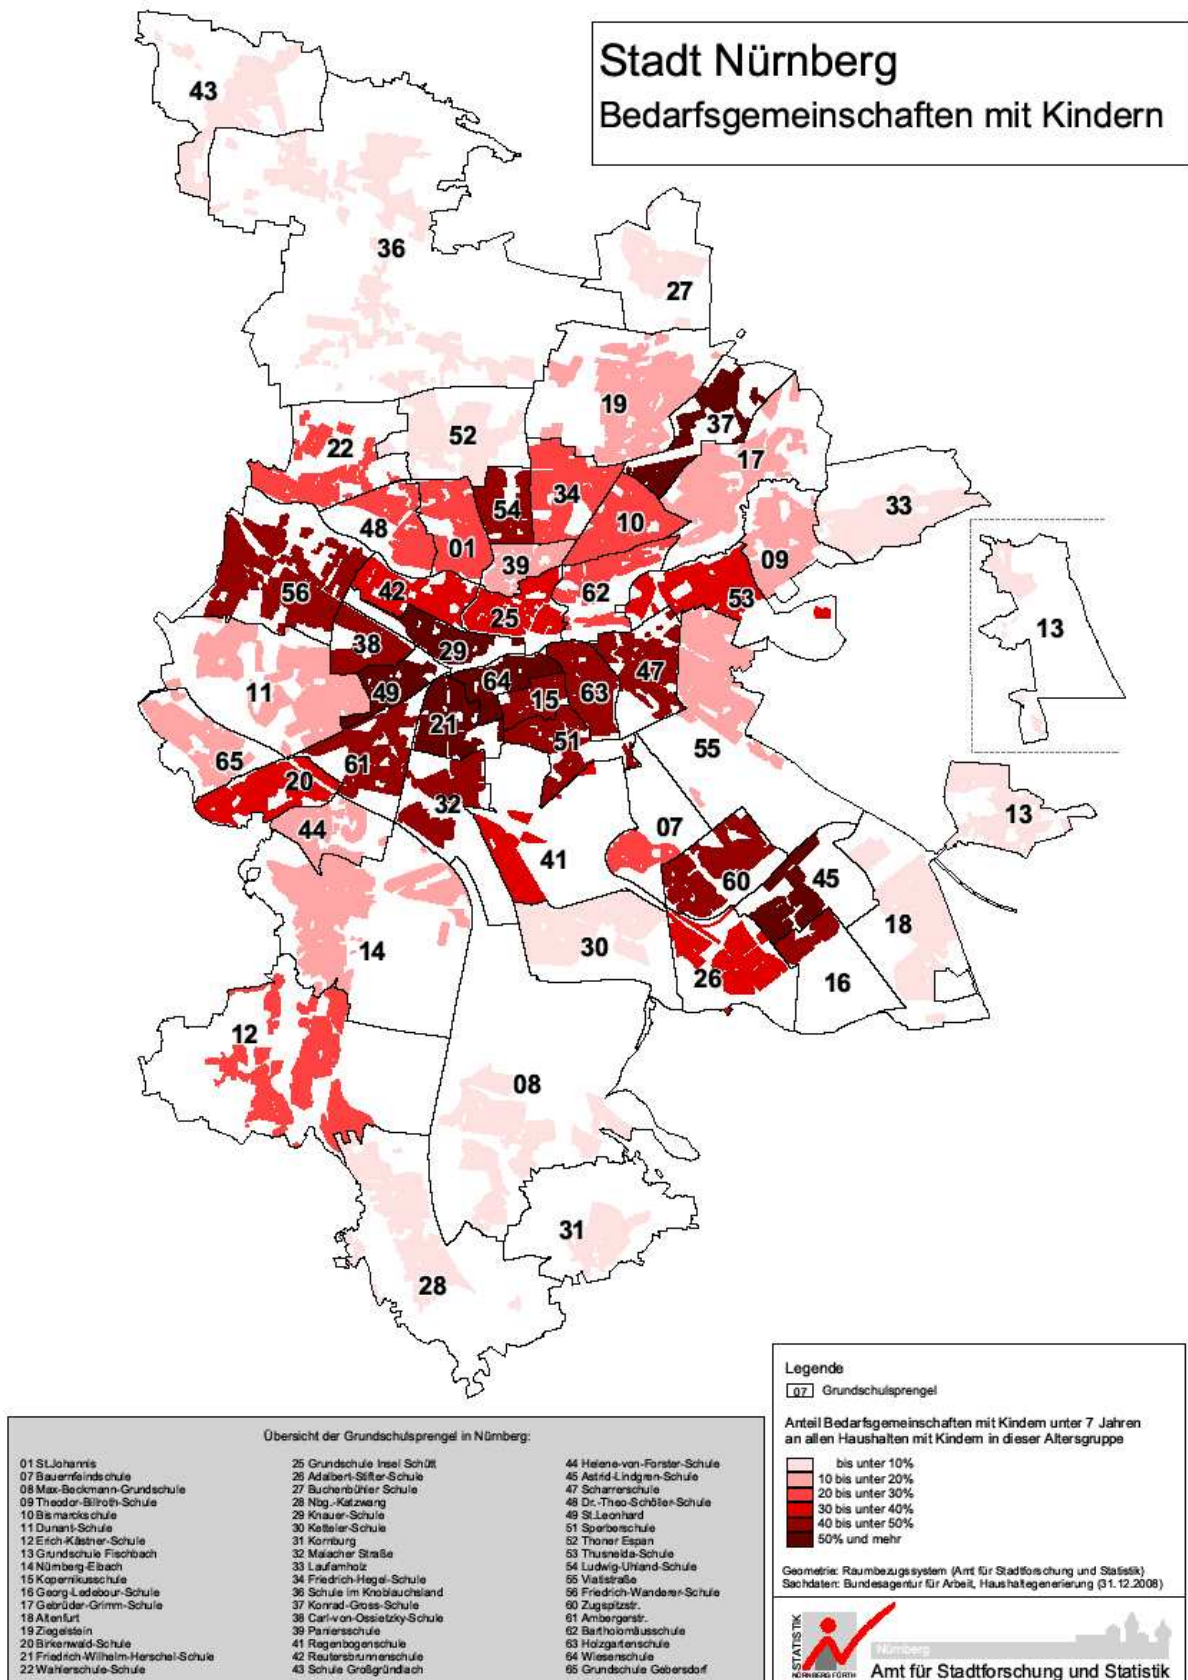 Stadt Nürnberg
Bedarfsgemeinschaften mit Kindern
43
36
27
19
37
22
52
17
34
33
54
48
10
01
39
09
56
42
62
53
25
13
38
29
47
64
11
49
15
63
21
51
55
65
61
20
32
13
44
07
41
60
45
18
14
30
26
16
12
08
31
28
Legende
07 Grundschulsprengel
Anteil Bedarfsgemeinschaften mit Kindern unter 7 Jahren
an allen Haushalten mit Kindern in dieser Altersgruppe
bis unter 10%
10 bis unter 20%
20 bis unter 30%
30 bis unter 40%
40 bis unter 50%
50% und mehr
Geometrie: Raumbezugssystem (Amt für Stadtforschung und Statistik)
Sachdaten: Bundesagentur für Arbeit, Haushaltegenerierung (31.12.2008)
STATISTIK
NÜRNBERG FÜRTH
Nürnberg
Amt für Stadtforschung und Statistik
Übersicht der Grundschulsprengel in Nürnberg:
01 St.Johannis
07 Bauernfeindschule
08 Max-Beckmann-Grundschule
09 Theodor-Billroth-Schule
10 Bismarckschule
11 Dunant-Schule
12 Erich-Kästner-Schule
13 Grundschule Fischbach
14 Nürnberg-Eibach
15 Kopernikusschule
16 Georg-Ledebour-Schule
17 Gebrüder-Grimm-Schule
18 Altenfurt
19 Ziegelstein
20 Birkenwald-Schule
21 Friedrich-Wilhelm-Herschel-Schule
22 Wahlerschule-Schule
25 Grundschule Insel Schütt
26 Adalbert-Stifter-Schule
27 Buchenbühler Schule
28 Nbg.-Katzwang
29 Knauer-Schule
30 Ketteler-Schule
31 Kornburg
32 Maiacher Straße
33 Laufamholz
34 Friedrich-Hegel-Schule
36 Schule im Knoblauchsland
37 Konrad-Gross-Schule
38 Carl-von-Ossietzky-Schule
39 Paniersschule
41 Regenbogenschule
42 Reutersbrunnenschule
43 Schule Großgründlach
44 Helene-von-Forster-Schule
45 Astrid-Lindgren-Schule
47 Scharrerschule
48 Dr.-Theo-Schöller-Schule
49 St.Leonhard
51 Sperberschule
52 Thoner Espan
53 Thusnelda-Schule
54 Ludwig-Uhland-Schule
55 Viatisstraße
56 Friedrich-Wanderer-Schule
60 Zugspitzstr.
61 Ambergerstr.
62 Bartholomäusschule
63 Holzgartenschule
64 Wiesenschule
65 Grundschule Gebersdorf